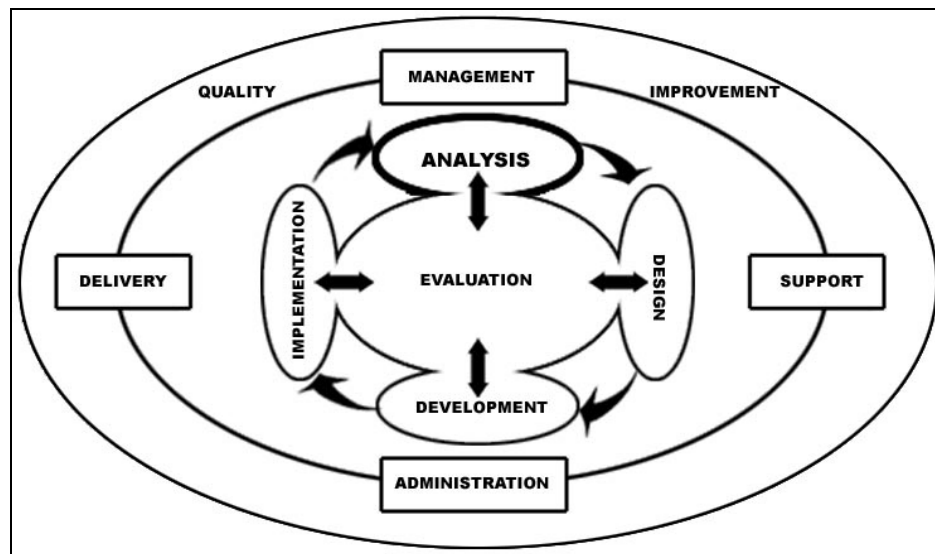 MANAGEMENT
QUALITY
IMPROVEMENT
ANALYSIS
IMPLEMENTATION
DESIGN
DELIVERY
EVALUATION
SUPPORT
DEVELOPMENT
ADMINISTRATION